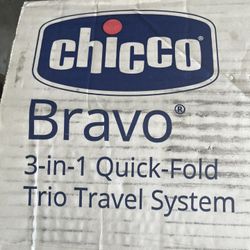 chicco
Bravo®
3-in-1 Quick-Fold
Trio Travel System